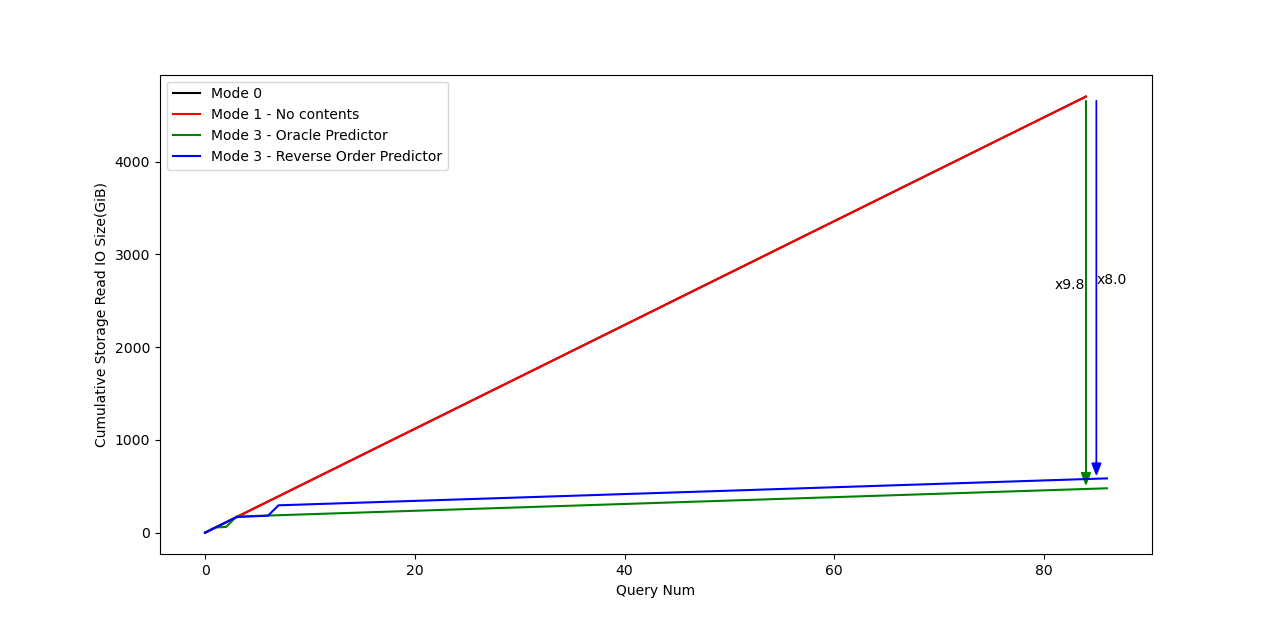 Mode 0
Mode 1 - No contents
Mode 3 - Oracle Predictor
Mode 3 - Reverse Order Predictor
Cumulative Storage Read IO Size(GiB)
4000
3000
2000
1000
0
x9.8
x8.0
0 20 40 60 80
Query Num